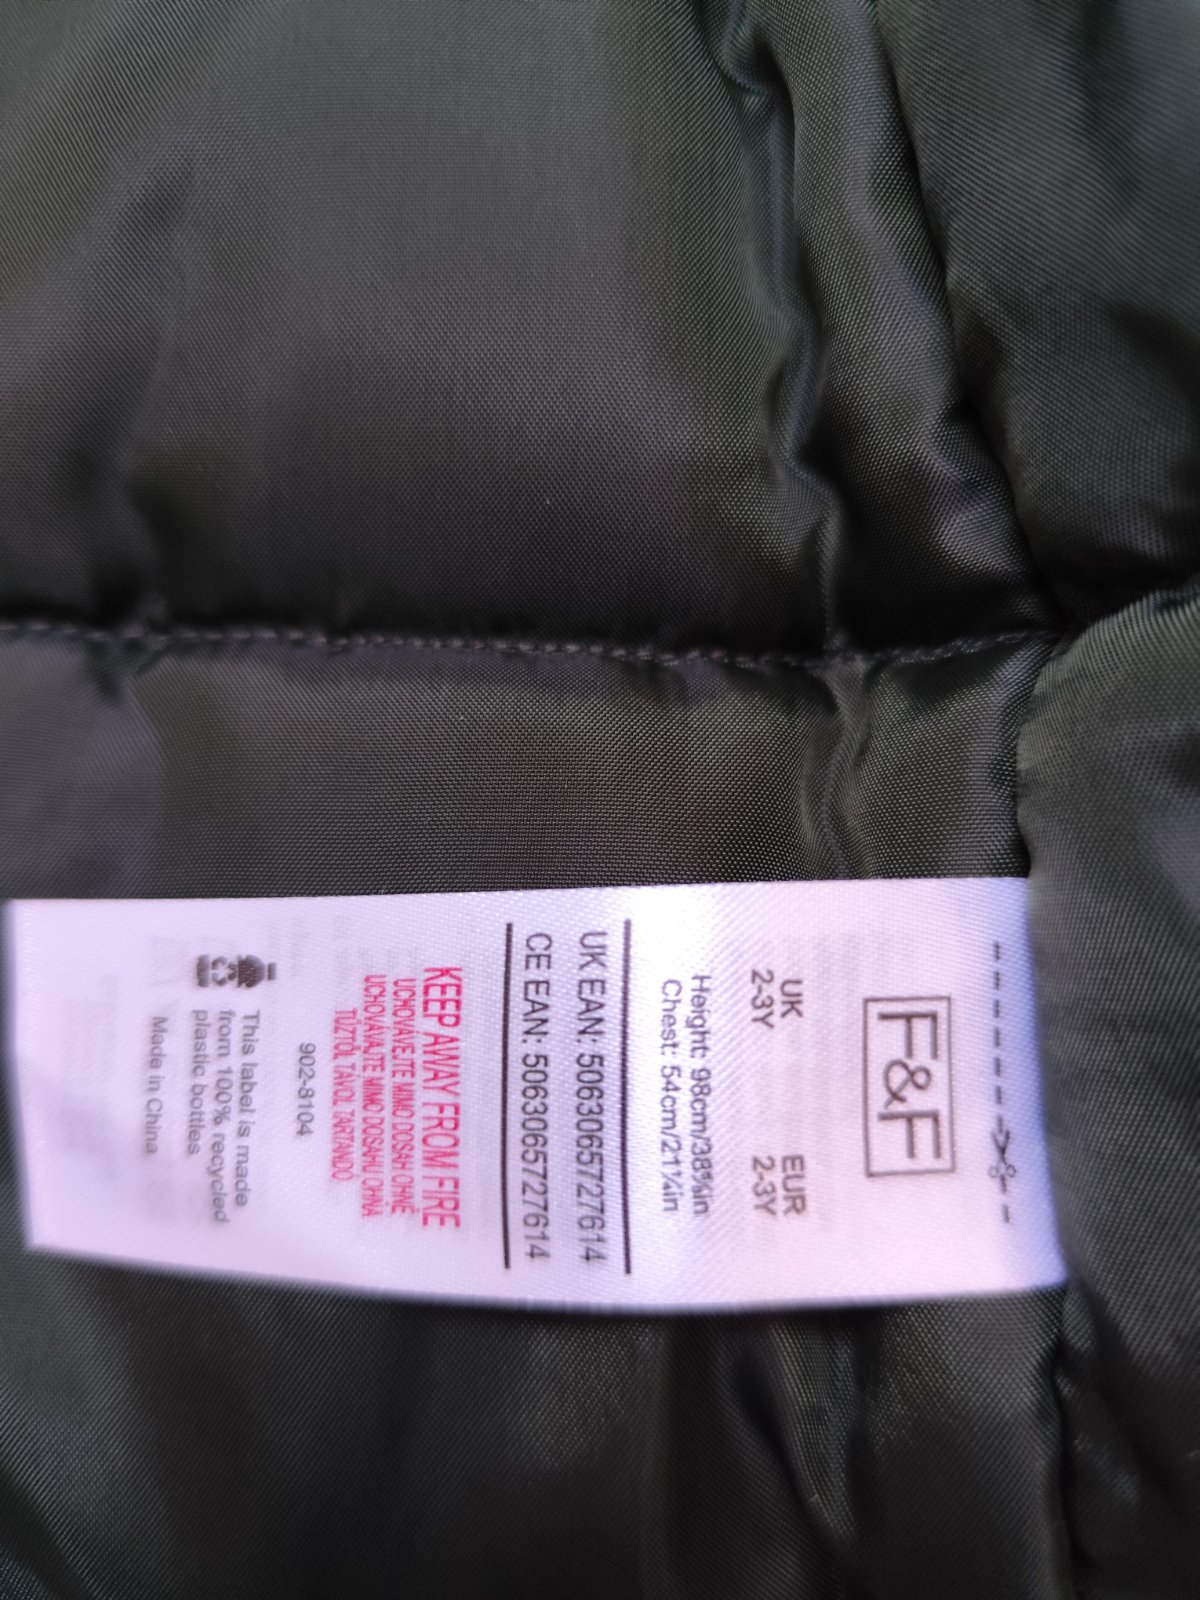 F&F
UK EUR
2-3Y 2-3Y
Height: 98cm/38⅝in
Chest: 54cm/21¼in
UK EAN: 5063065727614
CE EAN: 5063065727614
KEEP AWAY FROM FIRE
UCHOVÁVEJTE MIMO DOSAH OHNĚ
UCHOVÁVAJTE MIMO DOSAHU OHŇA
TŰZTŐL TÁVOL TARTANDÓ
902-8104
This label is made
from 100% recycled
plastic bottles
Made in China